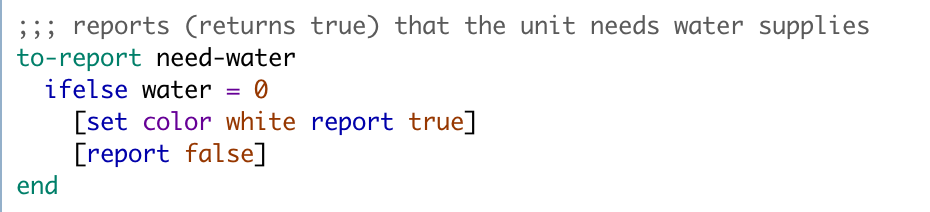 ;;; reports (returns true) that the unit needs water supplies
to-report need-water
  ifelse water = 0
    [set color white report true]
    [report false]
end